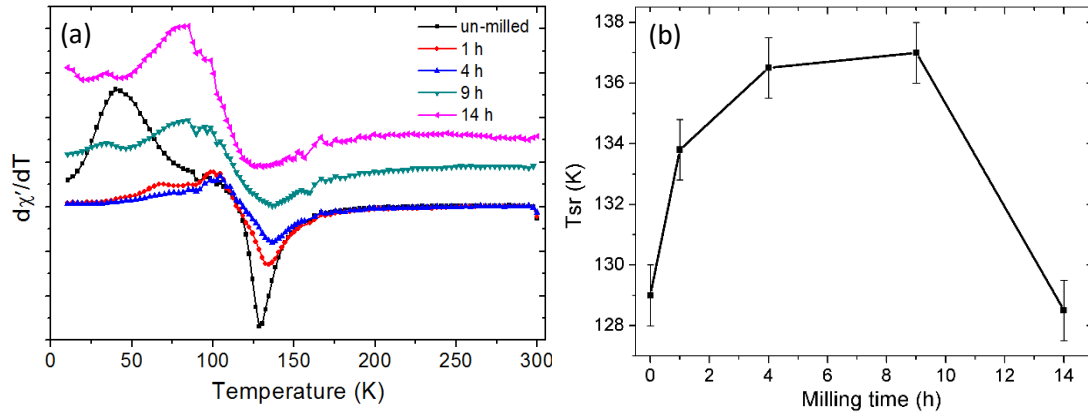 (a)
un-milled
1 h
4 h
9 h
14 h
dχ'/dT
0 50 100 150 200 250 300
Temperature (K)
(b)
138
136
134
132
130
128
Tsr (K)
0 2 4 6 8 10 12 14
Milling time (h)